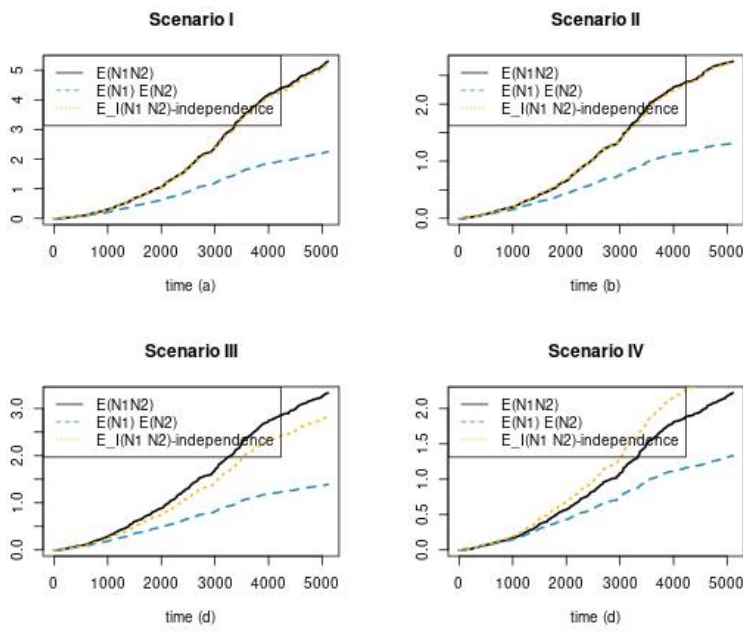 Scenario I
E(N1N2)
E(N1) E(N2)
E_I(N1 N2)-independence
0 1 2 3 4 5
0 1000 2000 3000 4000 5000
time (a)
Scenario II
E(N1N2)
E(N1) E(N2)
E_I(N1 N2)-independence
0.0 1.0 2.0
0 1000 2000 3000 4000 5000
time (b)
Scenario III
E(N1N2)
E(N1) E(N2)
E_I(N1 N2)-independence
0.0 1.0 2.0 3.0
0 1000 2000 3000 4000 5000
time (d)
Scenario IV
E(N1N2)
E(N1) E(N2)
E_I(N1 N2)-independence
0.0 0.5 1.0 1.5 2.0
0 1000 2000 3000 4000 5000
time (d)